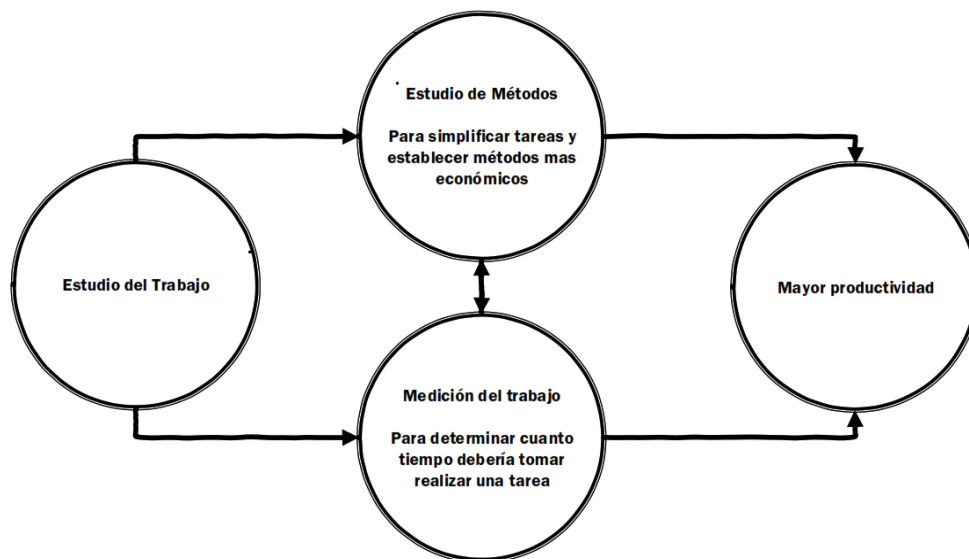 Estudio de Métodos
Para simplificar tareas y
establecer métodos mas
económicos
Estudio del Trabajo
Mayor productividad
Medición del trabajo
Para determinar cuanto
tiempo debería tomar
realizar una tarea